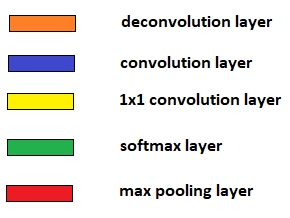 deconvolution layer
convolution layer
1x1 convolution layer
softmax layer
max pooling layer